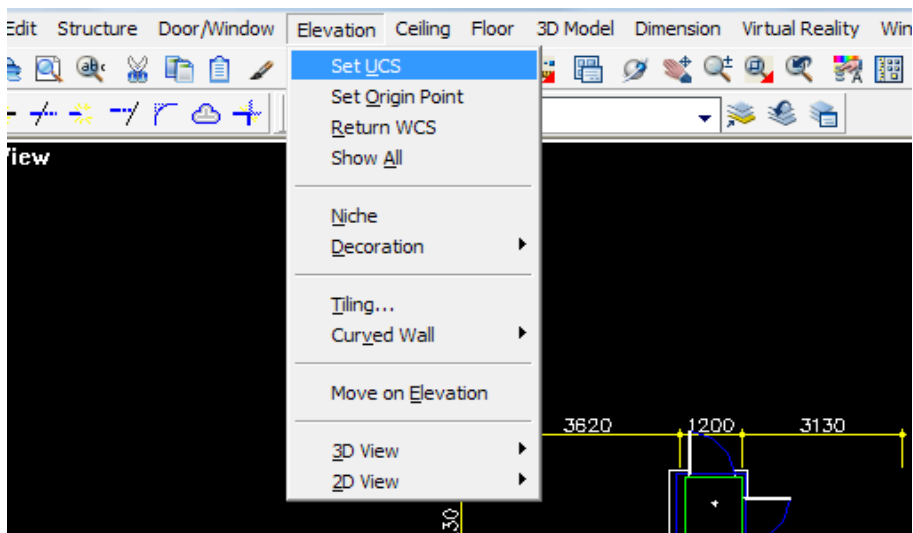 Edit Structure Door/Window Elevation Ceiling Floor 3D Model Dimension Virtual Reality Win
Set UCS
Set Origin Point
Return WCS
Show All
View
Niche
Decoration
Tiling...
Curved Wall
Move on Elevation
3620 1200 3130
3D View
2D View
30